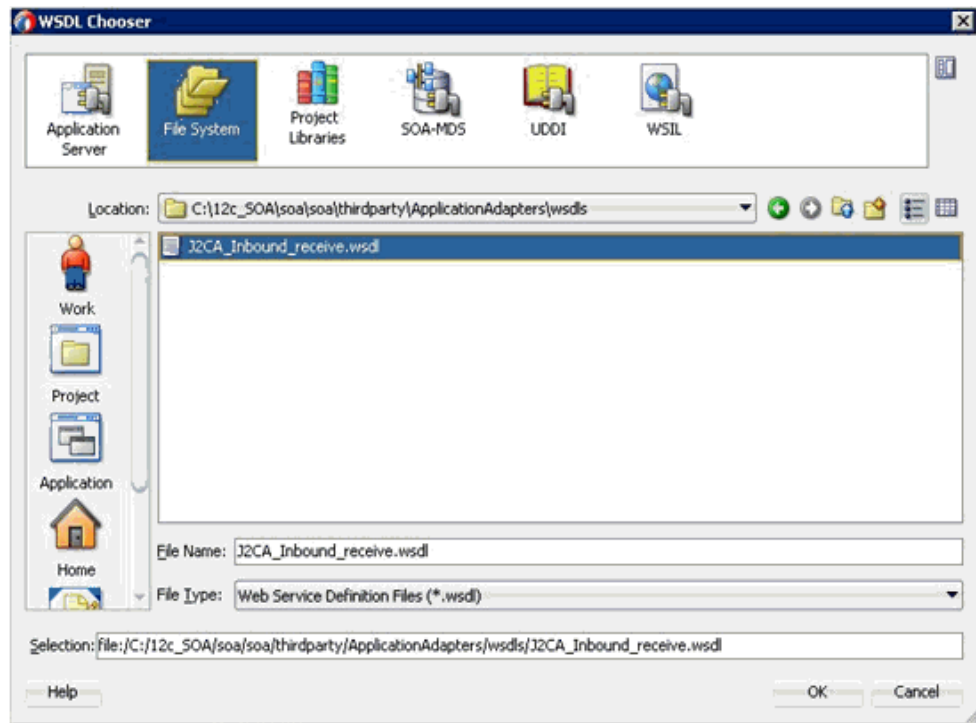 WSDL Chooser
Application
Server
File System
Project
Libraries
SOA-MDS
UDDI
WSIL
Location:
C:\12c_SOA\soa\soa\thirdparty\ApplicationAdapters\wsdls
J2CA_Inbound_receive.wsdl
Work
Project
Application
Home
File Name:
J2CA_Inbound_receive.wsdl
File Type:
Web Service Definition Files (*.wsdl)
Selection:
file:/C:/12c_SOA/soa/soa/thirdparty/ApplicationAdapters/wsdls/J2CA_Inbound_receive.wsdl
Help
OK
Cancel